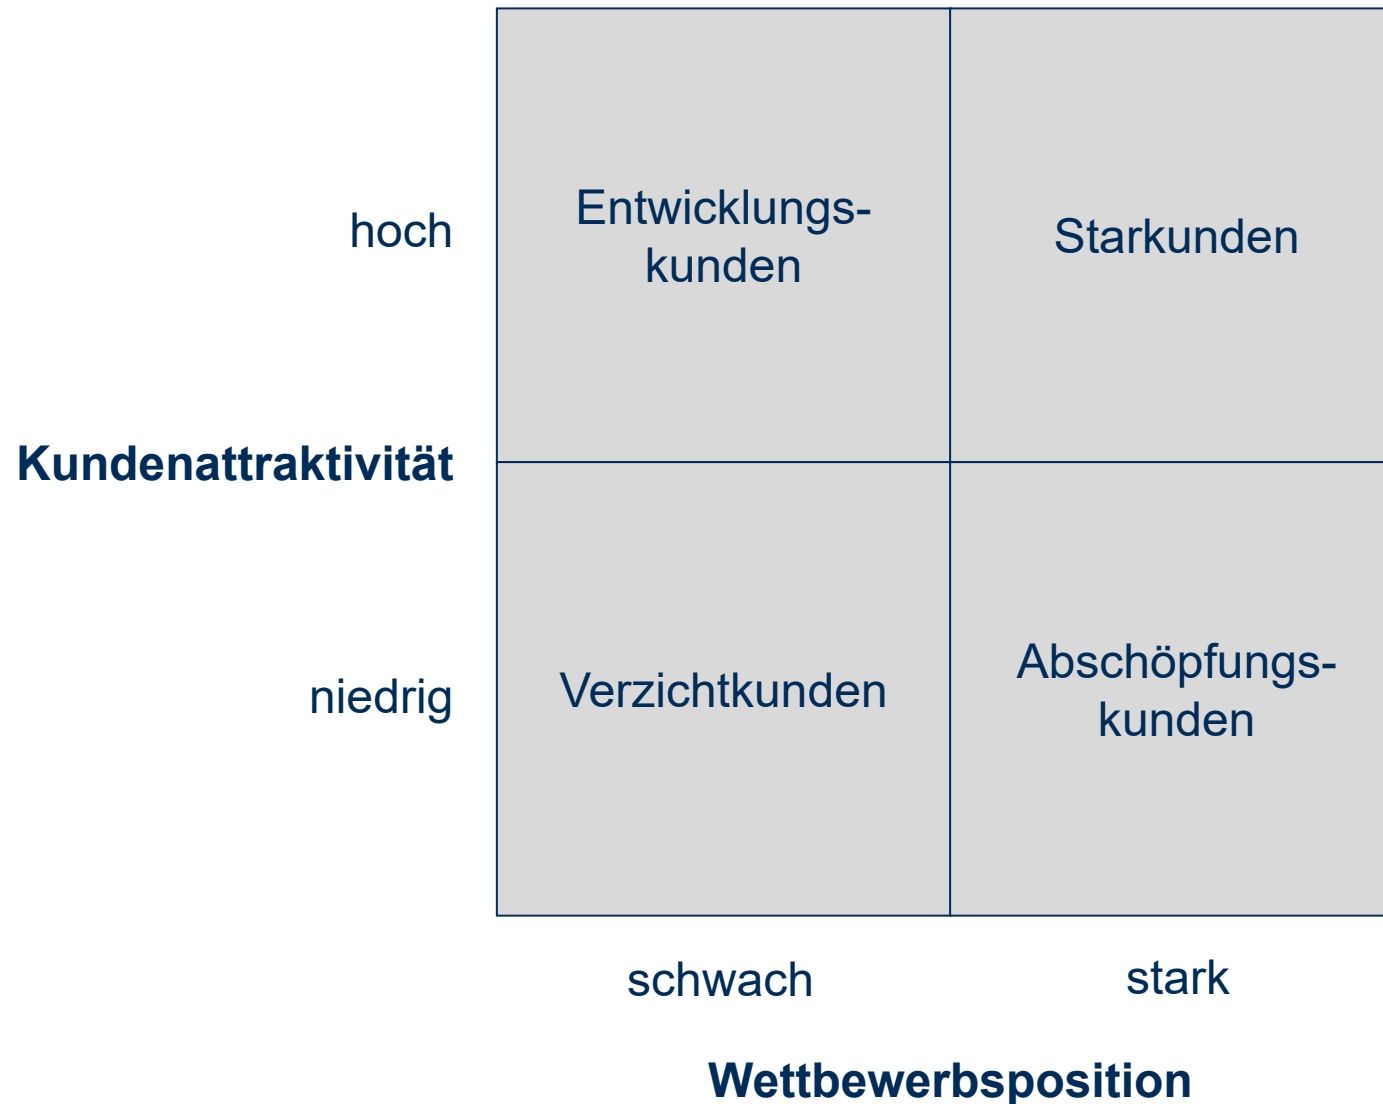 hoch
Entwicklungs-
kunden
Starkunden
Kundenattraktivität
niedrig
Verzichtkunden
Abschöpfungs-
kunden
schwach
stark
Wettbewerbsposition